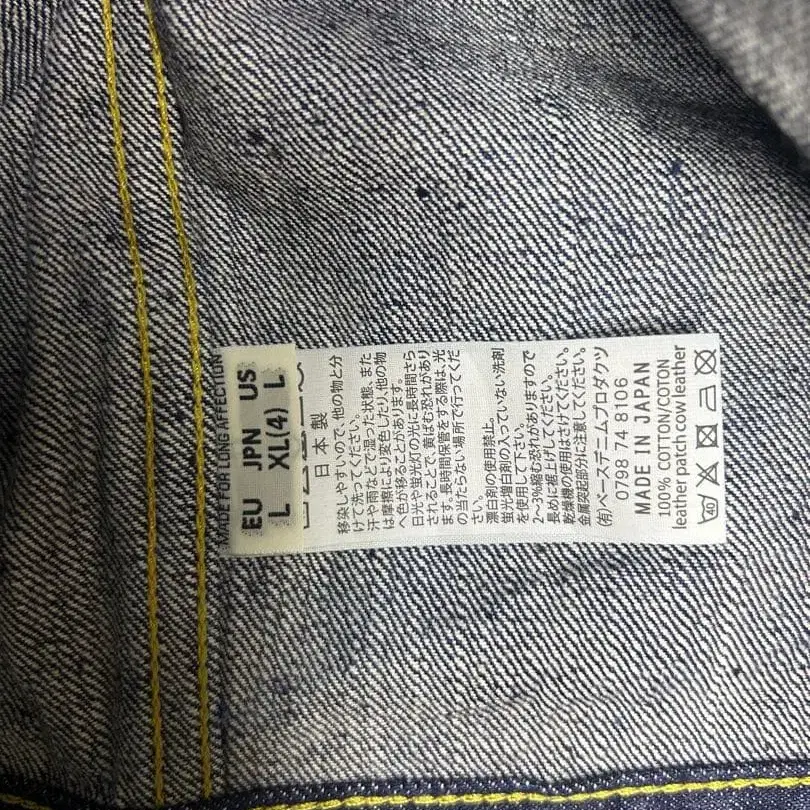 MADE FOR LONG AFFECTION
EU JPN US
L XL(4) L
日本製
移染しやすいので、他の物と分
けて洗ってください。
汗や雨などで湿った状態、また
は摩擦により変色したり、他の物
へ色が移ることがあります。
日光や蛍光灯の光に長時間さら
されることで、黄ばむ恐れがあり
ます。長時間保管をする際は、光
の当たらない場所で行ってくだ
さい。
漂白剤の使用禁止。
蛍光増白剤の入っていない洗剤
を使用して下さい。
2~3%縮む恐れがありますので
長めに裾上げしてください。
乾燥機の使用はさけてください。
金属突起部分に注意してください。
(有)ベースデニムプロダクツ
0798 74 8106
MADE IN JAPAN
100% COTTON/COTON
leather patch cow leather
40